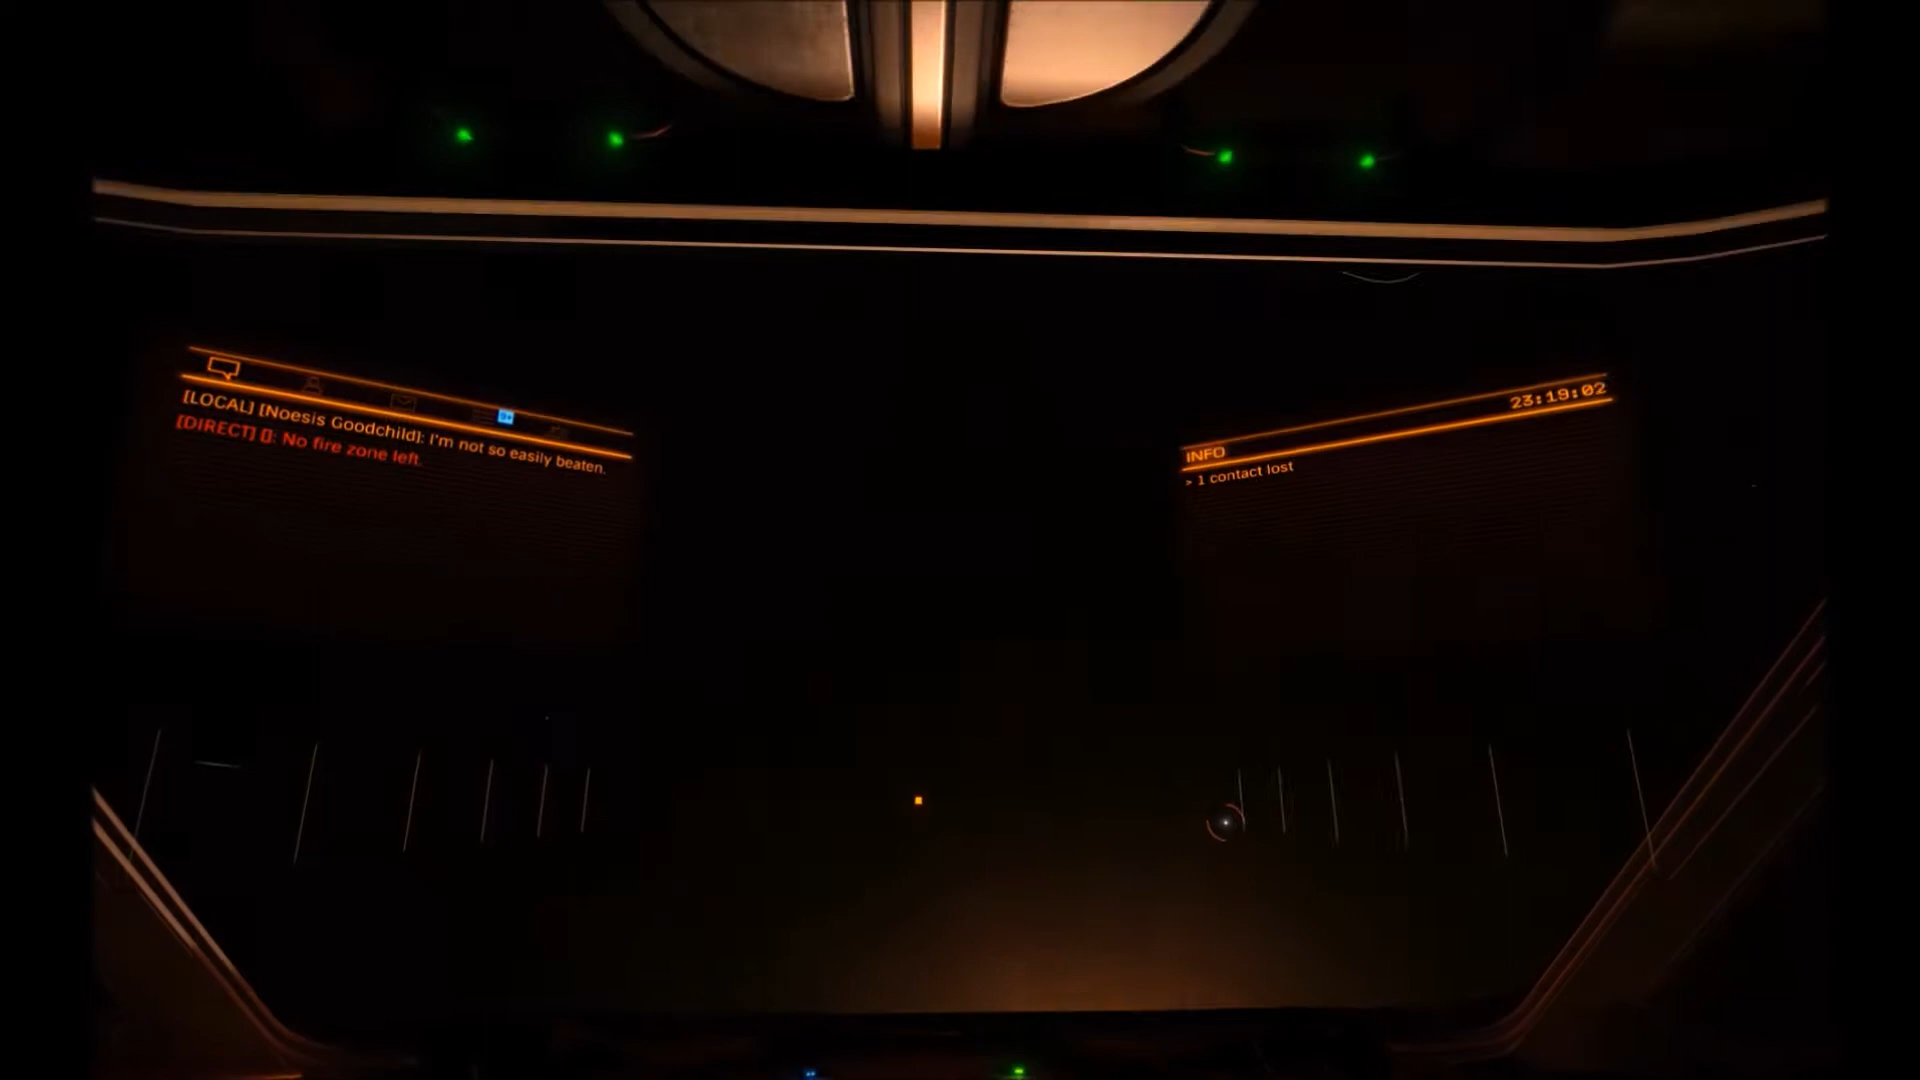 [LOCAL] [Noesis Goodchild]: I'm not so easily beaten.
[DIRECT] []: No fire zone left.
9+
23:19:02
INFO
> 1 contact lost